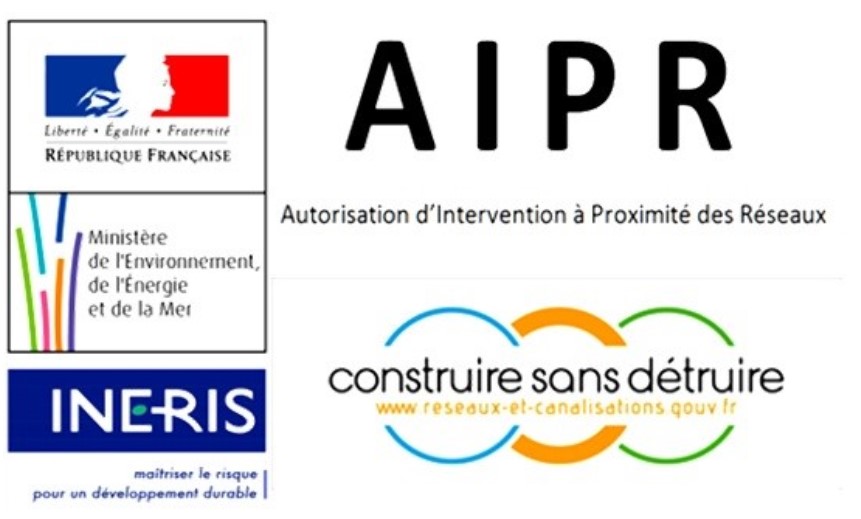 Liberté • Égalité • Fraternité
RÉPUBLIQUE FRANÇAISE
Ministère
de l'Environnement,
de l'Énergie
et de la Mer
INERIS
maîtriser le risque
pour un développement durable
A I P R
Autorisation d'Intervention à Proximité des Réseaux
construire sans détruire
www.reseaux-et-canalisations.gouv.fr